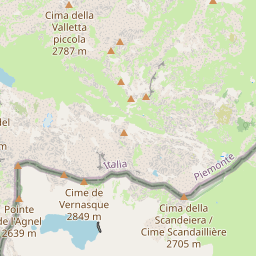 Cima della
Valletta
piccola
2787 m
del
m
Italia
Piemonte
Cime de
Vernasque
2849 m
Pointe
de l'Agnel
2639 m
Cima della
Scandeiera /
Cime Scandaillière
2705 m